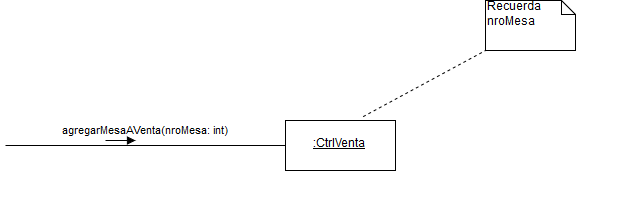 Recuerda
nroMesa
agregarMesaAVenta(nroMesa: int)
:CtrlVenta